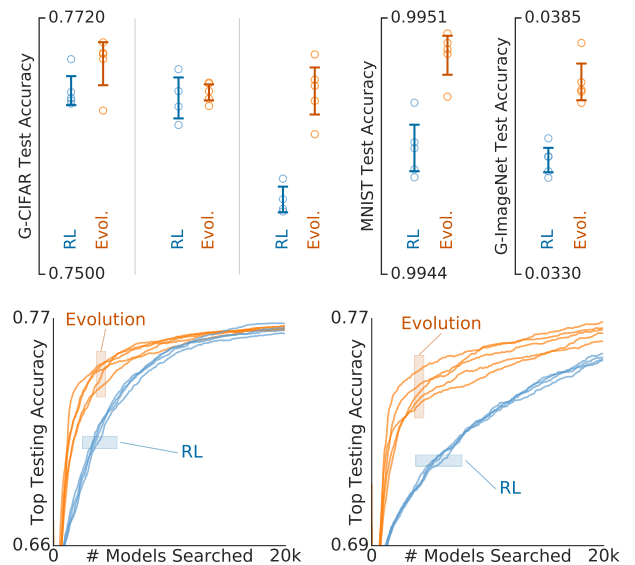 0.7720
0.7500
G-CIFAR Test Accuracy
RL
Evol.
RL
Evol.
RL
Evol.
0.9951
0.9944
MNIST Test Accuracy
RL
Evol.
0.0385
0.0330
G-ImageNet Test Accuracy
RL
Evol.
0.77
0.66
Top Testing Accuracy
Evolution
RL
0
# Models Searched
20k
0.77
0.69
Top Testing Accuracy
Evolution
RL
0
# Models Searched
20k